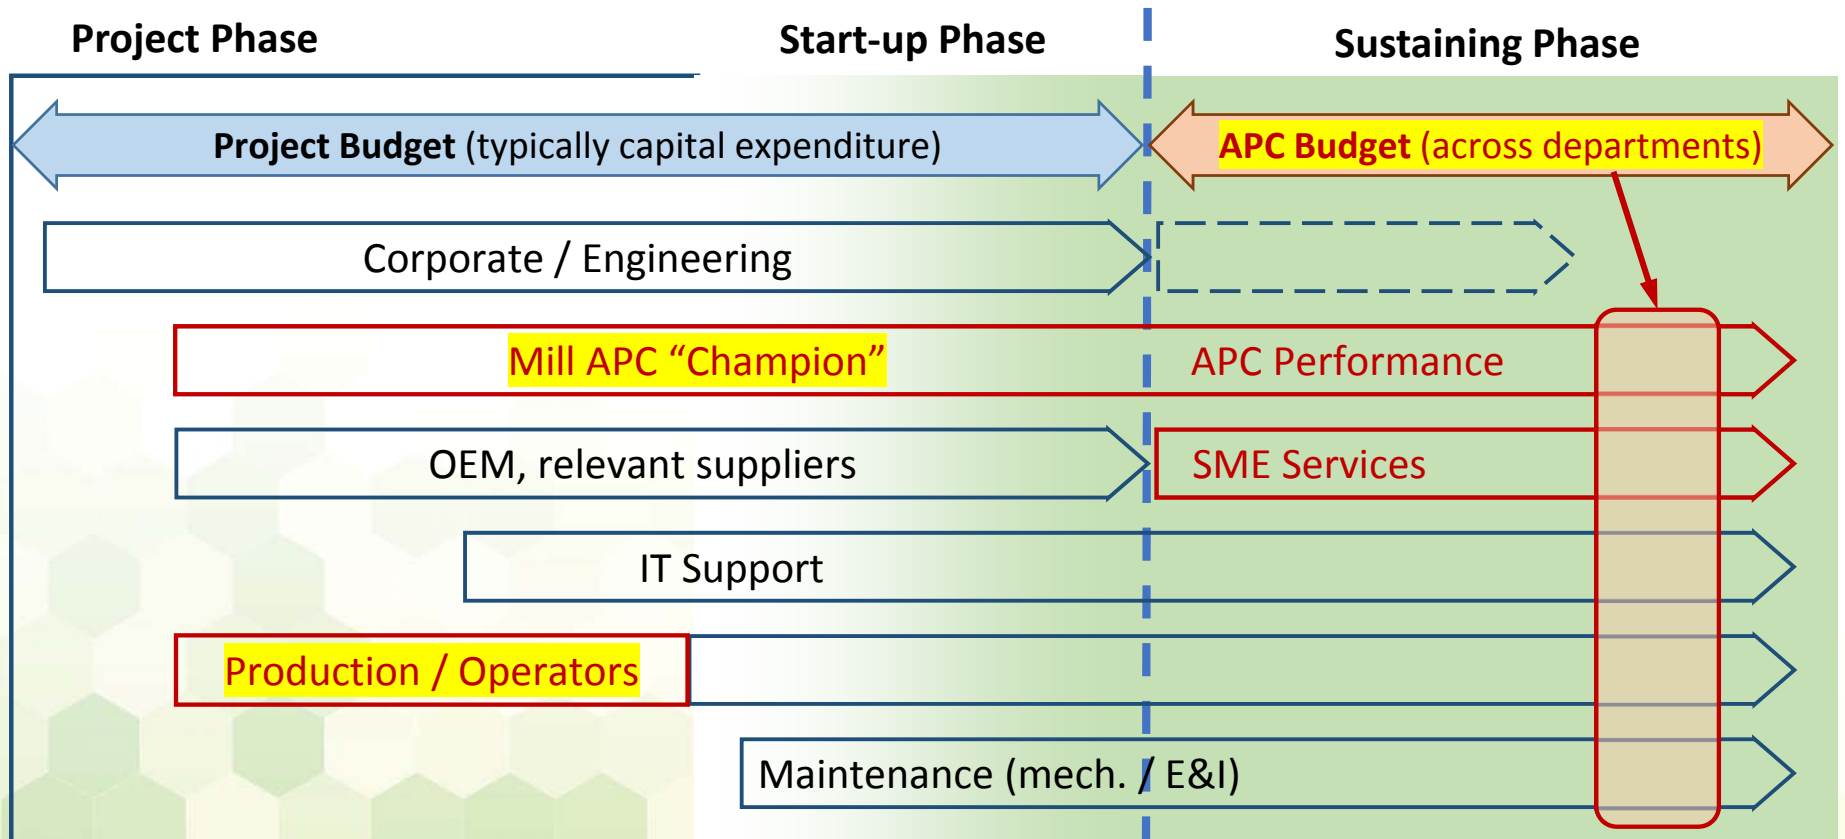 Project Phase
Start-up Phase
Sustaining Phase
Project Budget (typically capital expenditure)
APC Budget (across departments)
Corporate / Engineering
Mill APC “Champion”
APC Performance
OEM, relevant suppliers
SME Services
IT Support
Production / Operators
Maintenance (mech. / E&I)